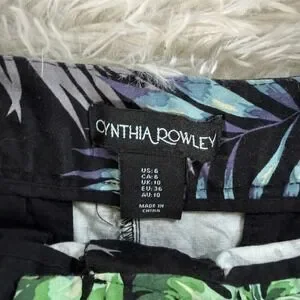 CYNTHIA ROWLEY
US: 6
CA: 6
UK: 10
EU: 36
AU: 10
MADE IN
CHINA